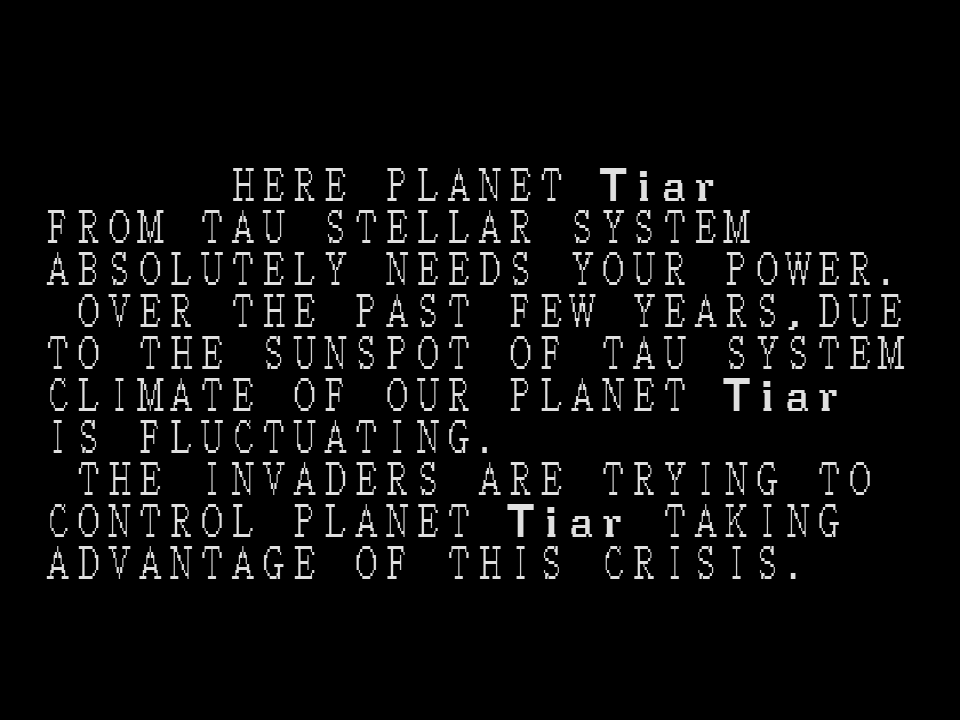 HERE PLANET Tiar
FROM TAU STELLAR SYSTEM
ABSOLUTELY NEEDS YOUR POWER.
OVER THE PAST FEW YEARS,DUE
TO THE SUNSPOT OF TAU SYSTEM
CLIMATE OF OUR PLANET Tiar
IS FLUCTUATING.
THE INVADERS ARE TRYING TO
CONTROL PLANET Tiar TAKING
ADVANTAGE OF THIS CRISIS.